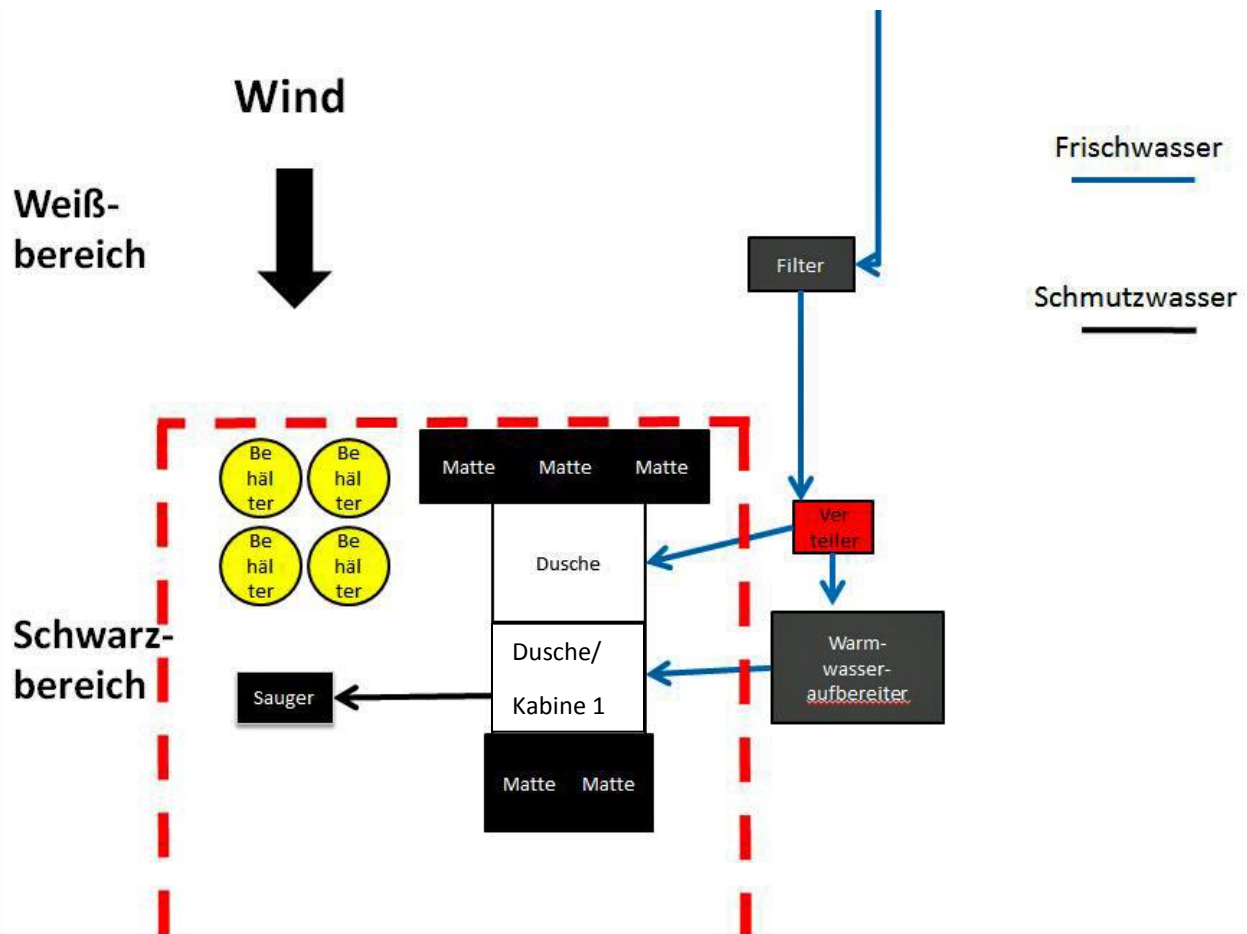 Wind
Weiß-
bereich
Frischwasser
Filter
Schmutzwasser
Be
häl
ter
Be
häl
ter
Matte Matte Matte
Be
häl
ter
Be
häl
ter
Dusche
Ver
teiler
Schwarz-
bereich
Sauger
Dusche/
Kabine 1
Warm-
wasser-
aufbereiter
Matte Matte